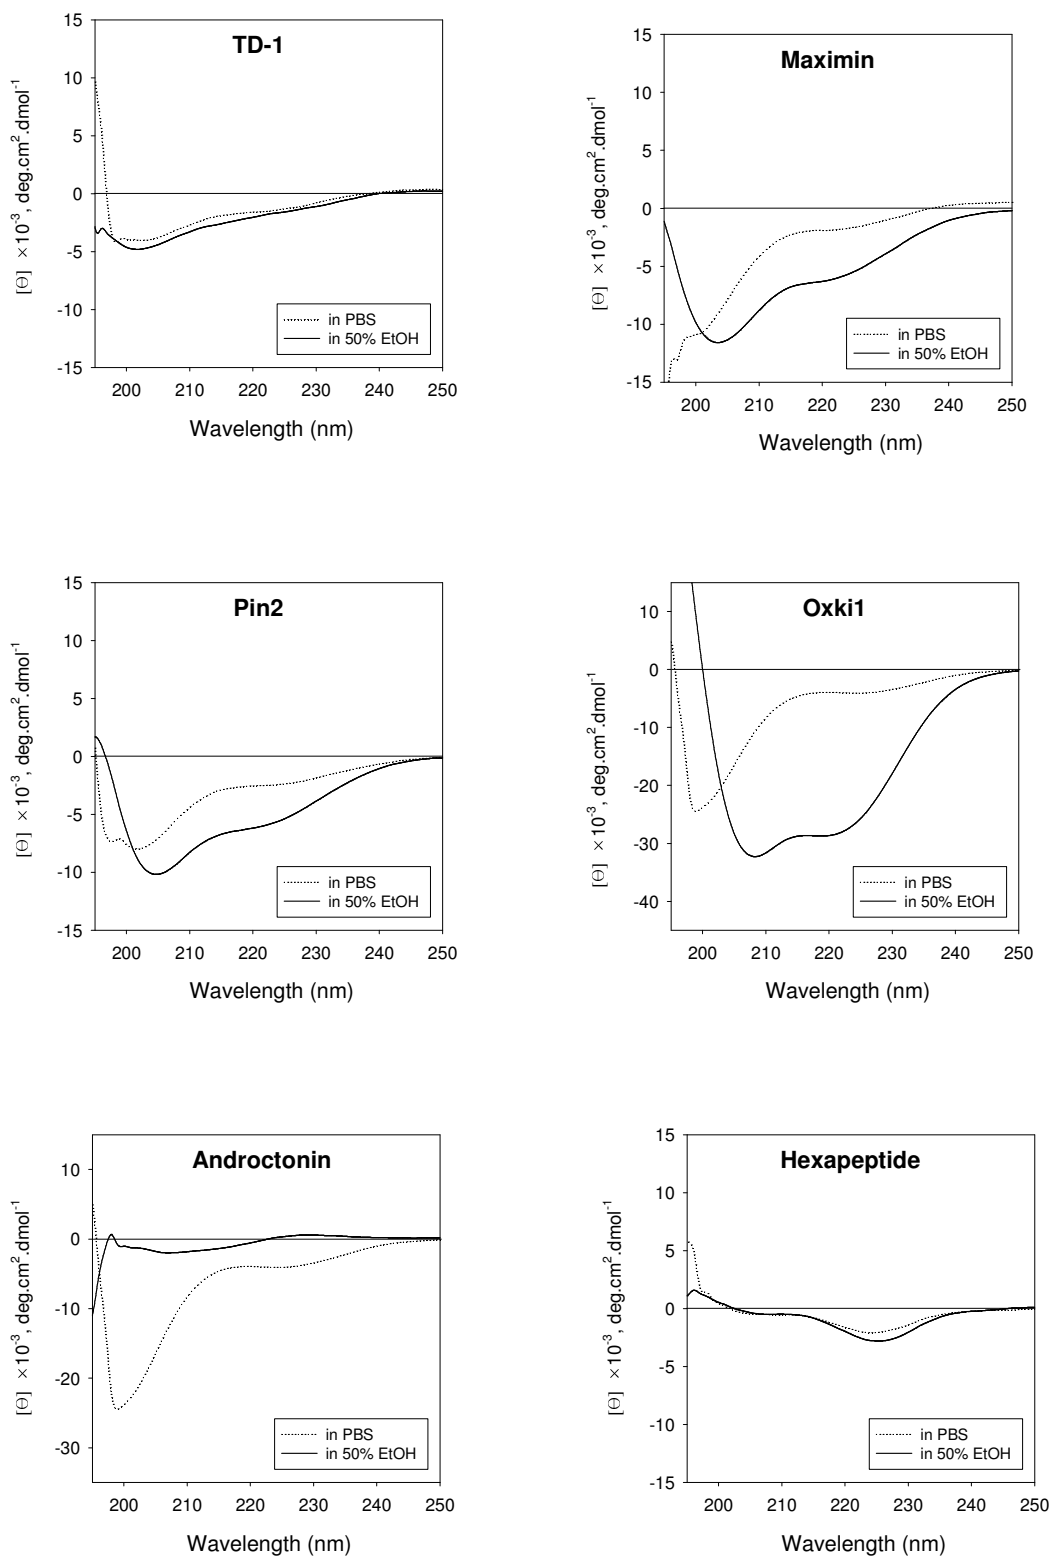 TD-1
15
10
5
0
-5
-10
-15
[Θ] ×10⁻³, deg.cm².dmol⁻¹
in PBS
in 50% EtOH
200 210 220 230 240 250
Wavelength (nm)
Maximin
15
10
5
0
-5
-10
-15
[Θ] ×10⁻³, deg.cm².dmol⁻¹
in PBS
in 50% EtOH
200 210 220 230 240 250
Wavelength (nm)
Pin2
15
10
5
0
-5
-10
-15
[Θ] ×10⁻³, deg.cm².dmol⁻¹
in PBS
in 50% EtOH
200 210 220 230 240 250
Wavelength (nm)
Oxki1
10
0
-10
-20
-30
-40
[Θ] ×10⁻³, deg.cm².dmol⁻¹
in PBS
in 50% EtOH
200 210 220 230 240 250
Wavelength (nm)
Androctonin
10
0
-10
-20
-30
[Θ] ×10⁻³, deg.cm².dmol⁻¹
in PBS
in 50% EtOH
200 210 220 230 240 250
Wavelength (nm)
Hexapeptide
15
10
5
0
-5
-10
-15
[Θ] ×10⁻³, deg.cm².dmol⁻¹
in PBS
in 50% EtOH
200 210 220 230 240 250
Wavelength (nm)